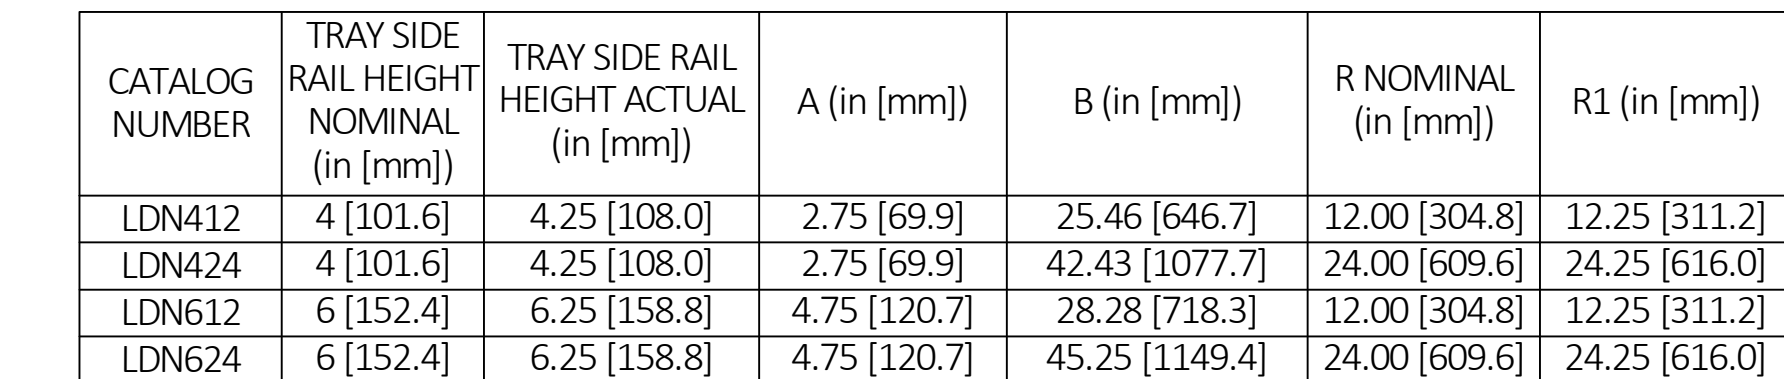 CATALOG NUMBER | TRAY SIDE RAIL HEIGHT NOMINAL (in [mm]) | TRAY SIDE RAIL HEIGHT ACTUAL (in [mm]) | A (in [mm]) | B (in [mm]) | R NOMINAL (in [mm]) | R1 (in [mm])
LDN412 | 4 [101.6] | 4.25 [108.0] | 2.75 [69.9] | 25.46 [646.7] | 12.00 [304.8] | 12.25 [311.2]
LDN424 | 4 [101.6] | 4.25 [108.0] | 2.75 [69.9] | 42.43 [1077.7] | 24.00 [609.6] | 24.25 [616.0]
LDN612 | 6 [152.4] | 6.25 [158.8] | 4.75 [120.7] | 28.28 [718.3] | 12.00 [304.8] | 12.25 [311.2]
LDN624 | 6 [152.4] | 6.25 [158.8] | 4.75 [120.7] | 45.25 [1149.4] | 24.00 [609.6] | 24.25 [616.0]